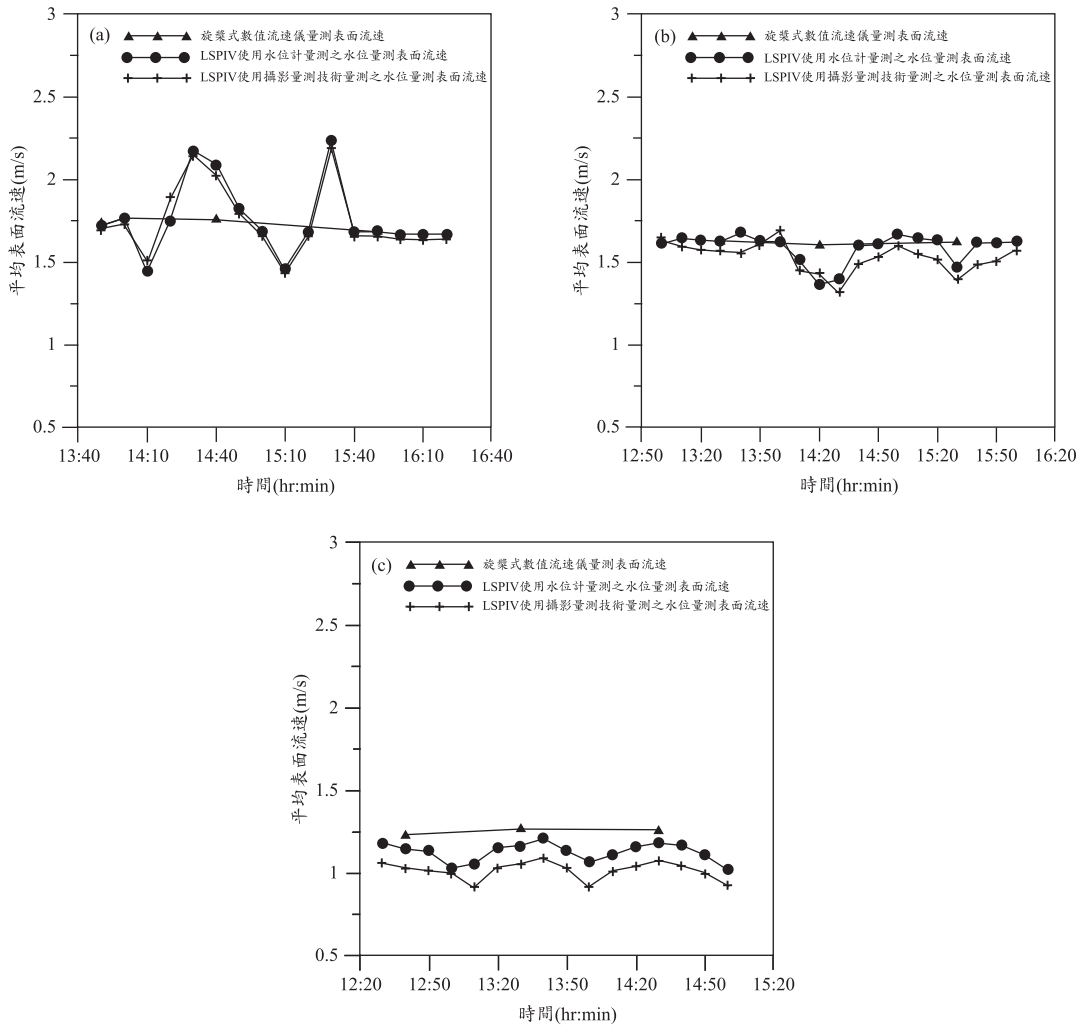 (a)
旋槳式數值流速儀量測表面流速
LSPIV使用水位計量測之水位量測表面流速
LSPIV使用攝影量測技術量測之水位量測表面流速
3
2.5
2
1.5
1
0.5
平均表面流速(m/s)
13:40 14:10 14:40 15:10 15:40 16:10 16:40
時間(hr:min)
(b)
旋槳式數值流速儀量測表面流速
LSPIV使用水位計量測之水位量測表面流速
LSPIV使用攝影量測技術量測之水位量測表面流速
3
2.5
2
1.5
1
0.5
平均表面流速(m/s)
12:50 13:20 13:50 14:20 14:50 15:20 15:50 16:20
時間(hr:min)
(c)
旋槳式數值流速儀量測表面流速
LSPIV使用水位計量測之水位量測表面流速
LSPIV使用攝影量測技術量測之水位量測表面流速
3
2.5
2
1.5
1
0.5
平均表面流速(m/s)
12:20 12:50 13:20 13:50 14:20 14:50 15:20
時間(hr:min)